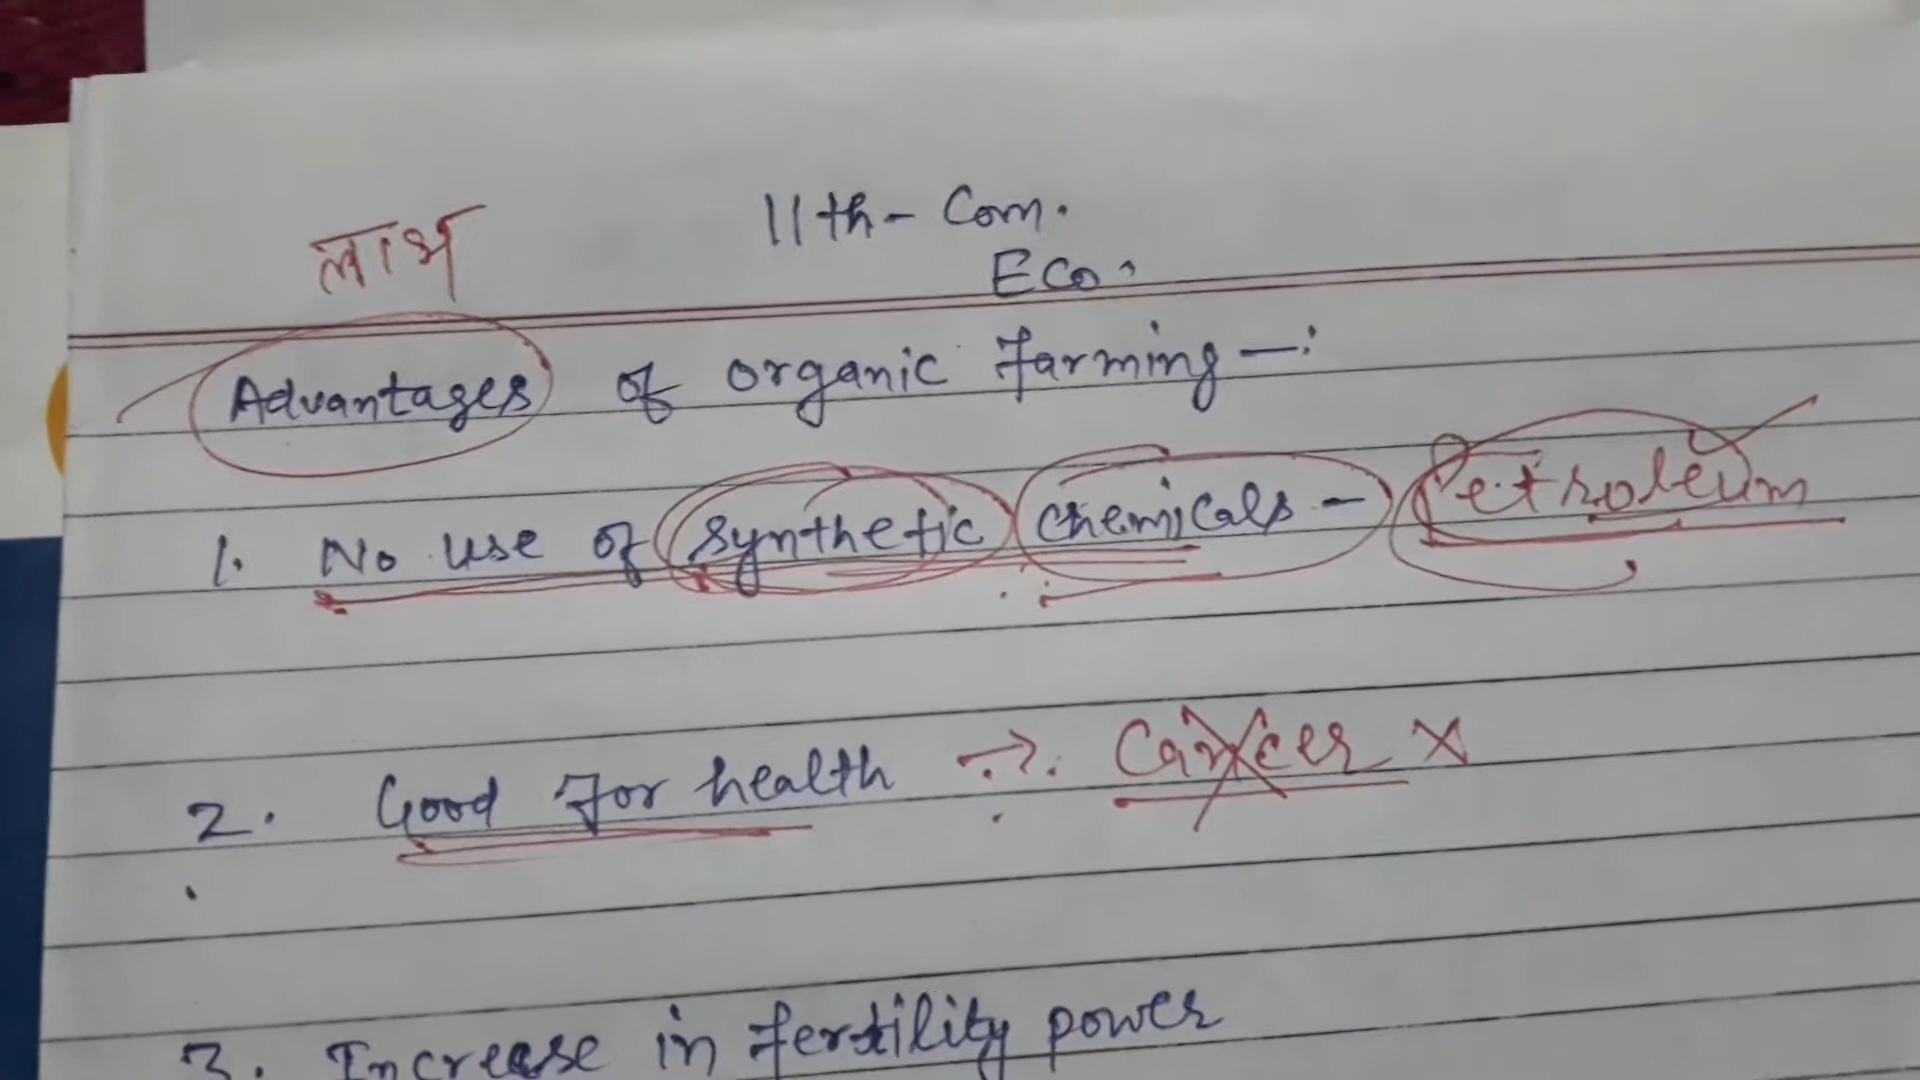 लाभ
11th - Com.
Eco.
Advantages of organic farming —:
1. No use of synthetic chemicals - Petroleum
2. Good for health → Cancer ×
3. Increase in fertility power